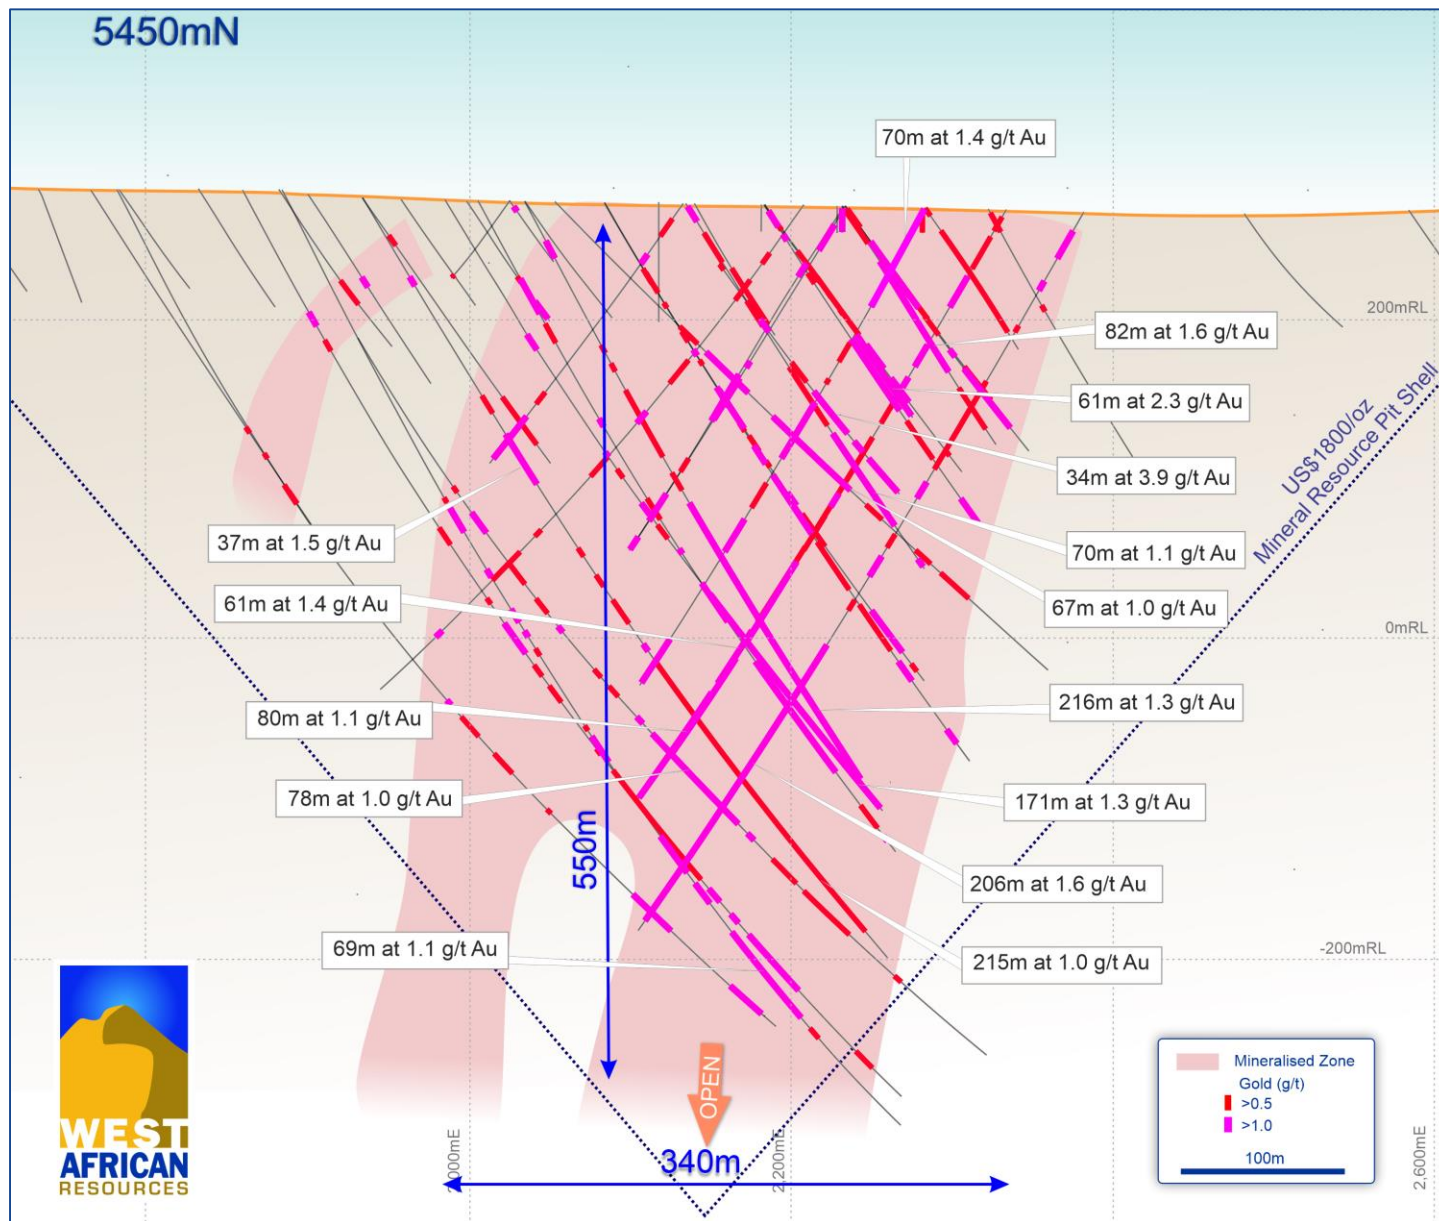 5450mN
70m at 1.4 g/t Au
200mRL
82m at 1.6 g/t Au
61m at 2.3 g/t Au
US$1800/oz
Mineral Resource Pit Shell
34m at 3.9 g/t Au
37m at 1.5 g/t Au
70m at 1.1 g/t Au
61m at 1.4 g/t Au
67m at 1.0 g/t Au
0mRL
216m at 1.3 g/t Au
80m at 1.1 g/t Au
78m at 1.0 g/t Au
171m at 1.3 g/t Au
550m
206m at 1.6 g/t Au
69m at 1.1 g/t Au
215m at 1.0 g/t Au
-200mRL
OPEN
340m
2,200mE
2,600mE
WEST
AFRICAN
RESOURCES
Mineralised Zone
Gold (g/t)
>0.5
>1.0
100m